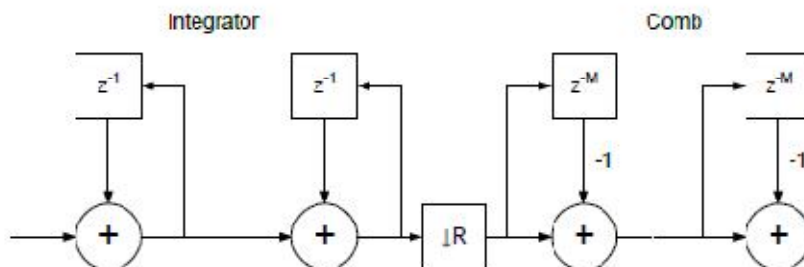 Integrator Comb
z⁻¹ z⁻¹ z⁻ᴹ z⁻ᴹ
-1 -1
+ + ↓R + +